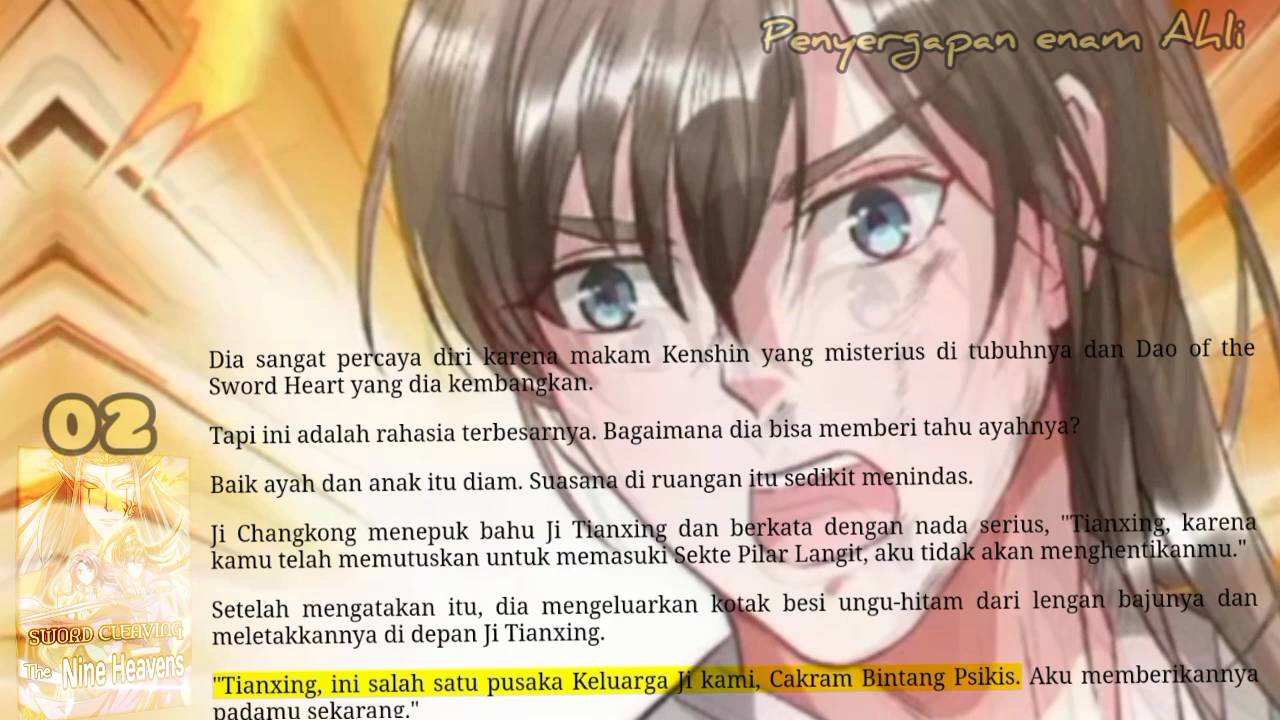 Penyergapan enam Ahli
Dia sangat percaya diri karena makam Kenshin yang misterius di tubuhnya dan Dao of the
Sword Heart yang dia kembangkan.
Tapi ini adalah rahasia terbesarnya. Bagaimana dia bisa memberi tahu ayahnya?
Baik ayah dan anak itu diam. Suasana di ruangan itu sedikit menindas.
Ji Changkong menepuk bahu Ji Tianxing dan berkata dengan nada serius, "Tianxing, karena
kamu telah memutuskan untuk memasuki Sekte Pilar Langit, aku tidak akan menghentikanmu."
Setelah mengatakan itu, dia mengeluarkan kotak besi ungu-hitam dari lengan bajunya dan
meletakkannya di depan Ji Tianxing.
"Tianxing, ini salah satu pusaka Keluarga Ji kami, Cakram Bintang Psikis. Aku memberikannya
padamu sekarang."
02
SWORD CLEAVING
The Nine Heavens